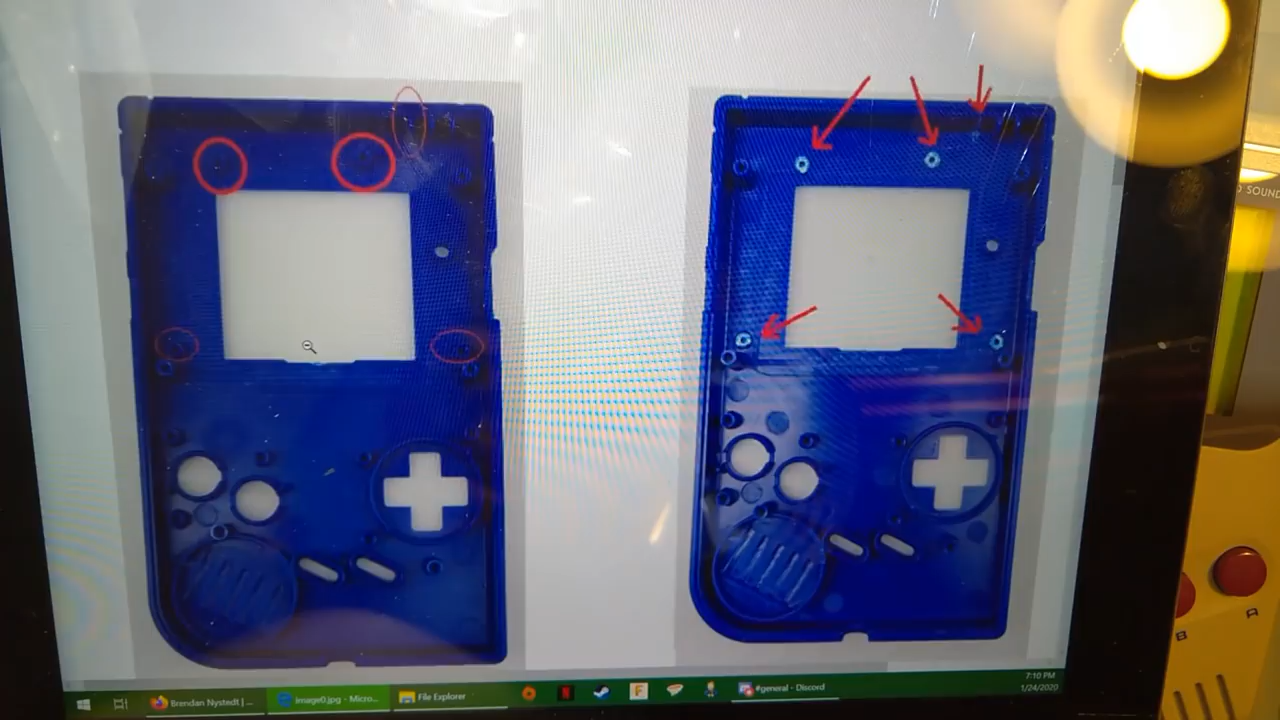 O SOUND
A
B
Brendan Nystedt | ...
image0.jpg - Micro...
File Explorer
#general - Discord
7:10 PM
1/24/2020